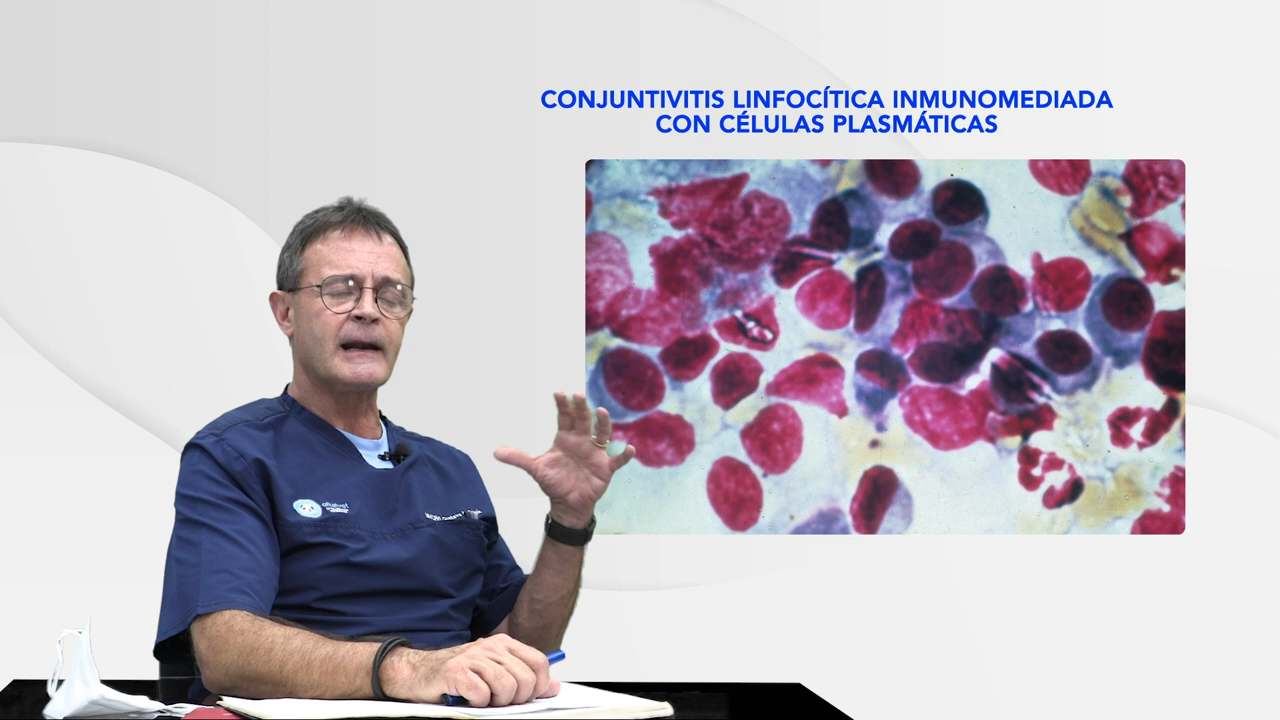 CONJUNTIVITIS LINFOCÍTICA INMUNOMEDIADA
CON CÉLULAS PLASMÁTICAS